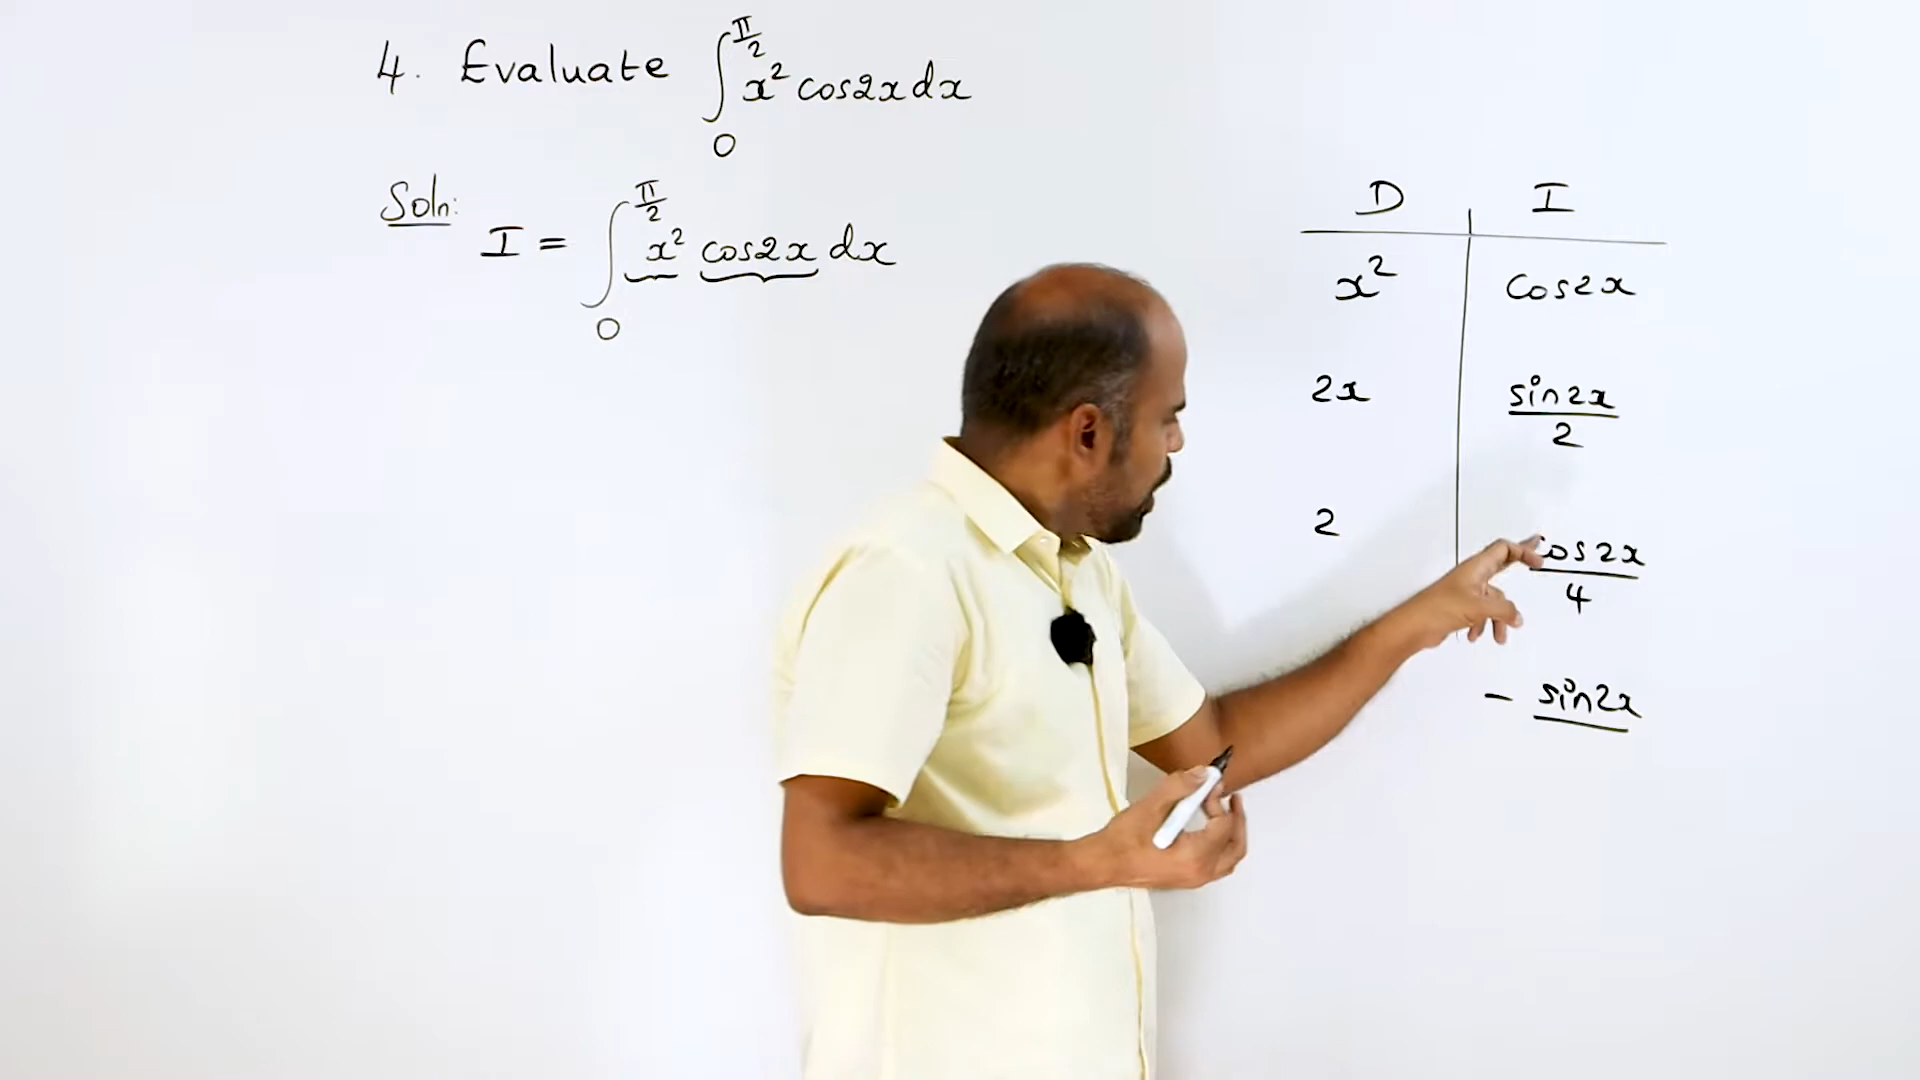 4. Evaluate ∫₀^(π/2) x² cos2x dx
Soln:
I = ∫₀^(π/2) x² cos2x dx
D | I
x² | cos2x
2x | sin2x/2
2 | cos2x/4
- sin2x